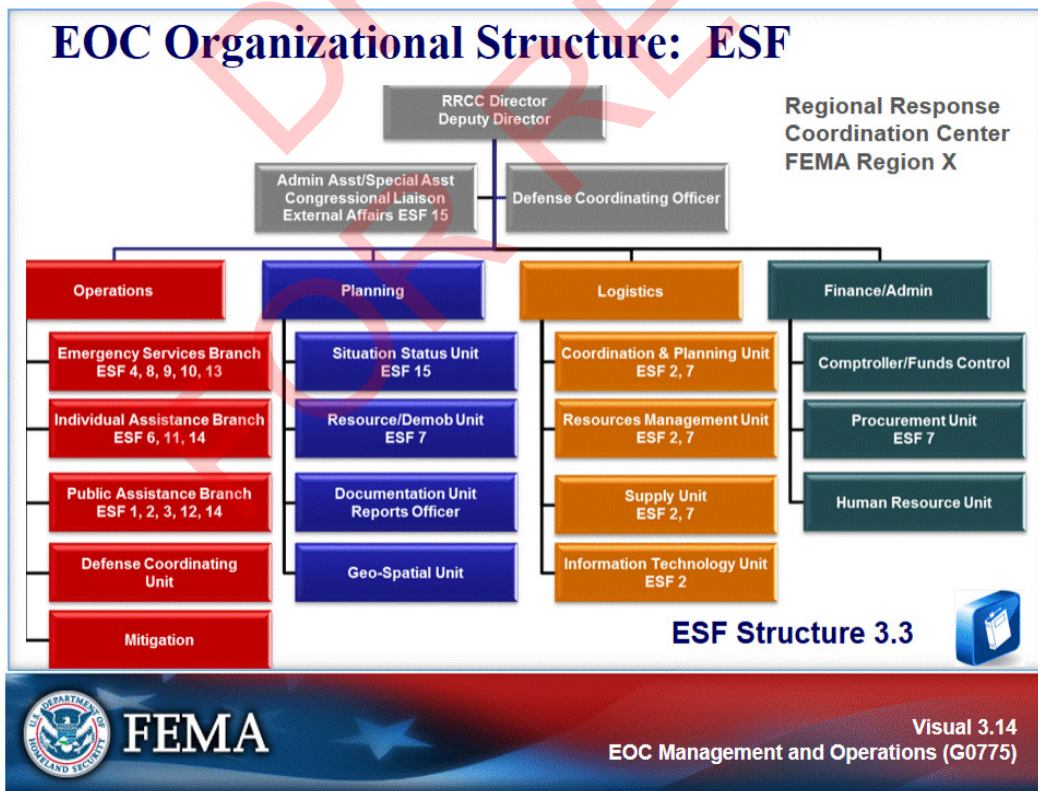 EOC Organizational Structure: ESF
RRCC Director
Deputy Director
Regional Response
Coordination Center
FEMA Region X
Admin Asst/Special Asst
Congressional Liaison
External Affairs ESF 15
Defense Coordinating Officer
Operations
Planning
Logistics
Finance/Admin
Emergency Services Branch
ESF 4, 8, 9, 10, 13
Situation Status Unit
ESF 15
Coordination & Planning Unit
ESF 2, 7
Comptroller/Funds Control
Individual Assistance Branch
ESF 6, 11, 14
Resource/Demob Unit
ESF 7
Resources Management Unit
ESF 2, 7
Procurement Unit
ESF 7
Public Assistance Branch
ESF 1, 2, 3, 12, 14
Documentation Unit
Reports Officer
Supply Unit
ESF 2, 7
Human Resource Unit
Defense Coordinating
Unit
Geo-Spatial Unit
Information Technology Unit
ESF 2
Mitigation
ESF Structure 3.3
U.S. DEPARTMENT OF
HOMELAND SECURITY
FEMA
Visual 3.14
EOC Management and Operations (G0775)
FOR